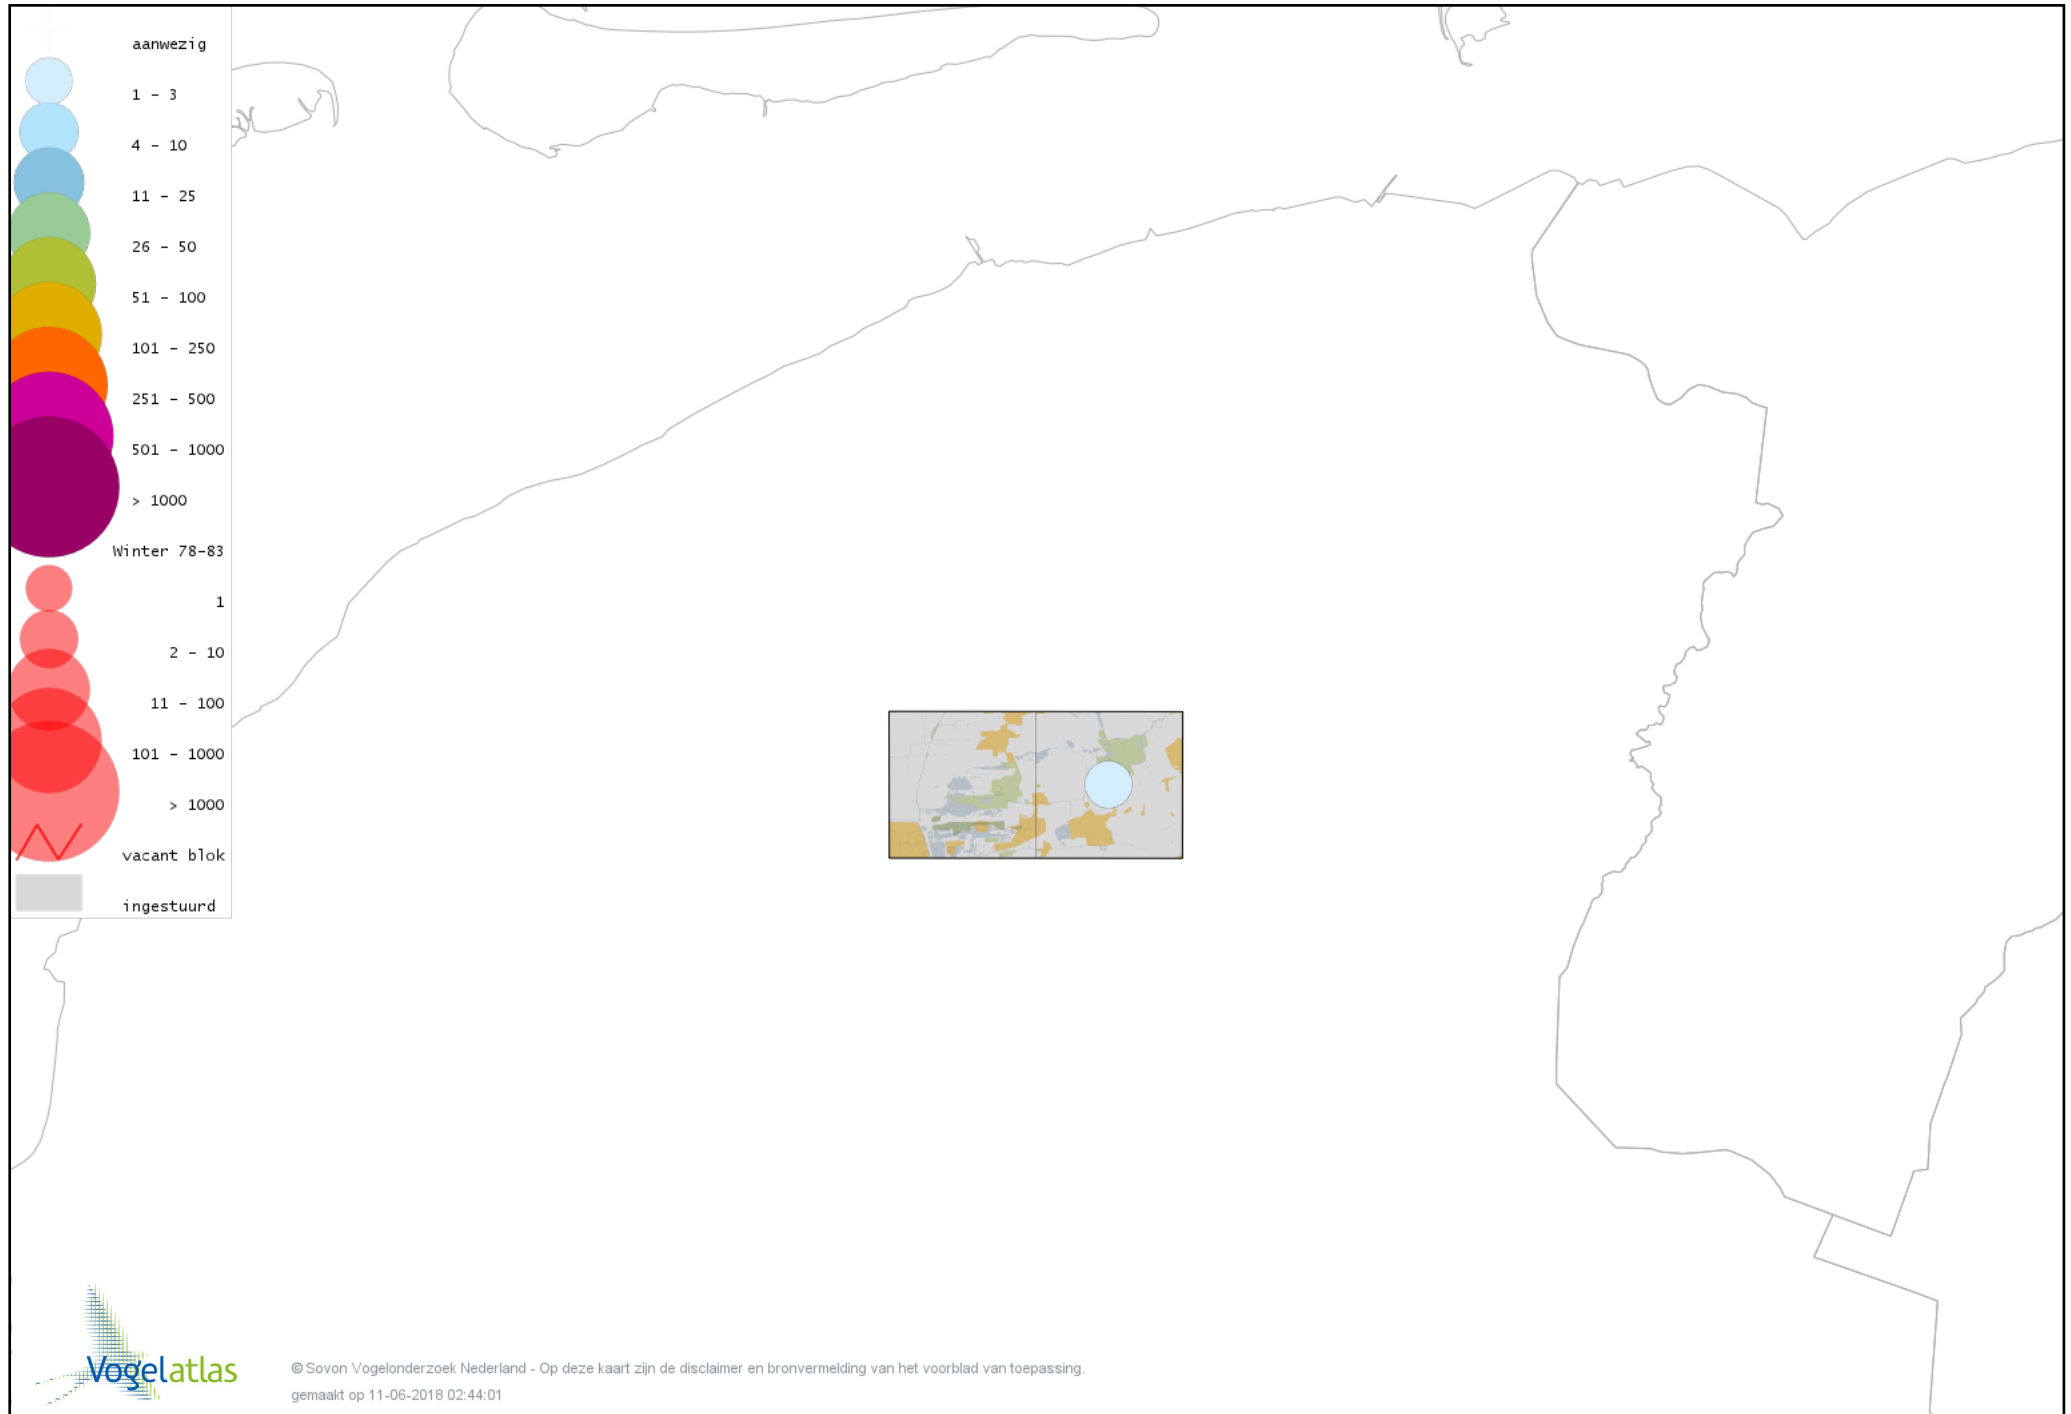 aanwezig
1 - 3
4 - 10
11 - 25
26 - 50
51 - 100
101 - 250
251 - 500
501 - 1000
> 1000
Winter 78-83
1
2 - 10
11 - 100
101 - 1000
> 1000
vacant blok
ingestuurd
Vogelatlas
© Sovon Vogelonderzoek Nederland - Op deze kaart zijn de disclaimer en bronvermelding van het voorblad van toepassing.
gemaakt op 11-06-2018 02:44:01